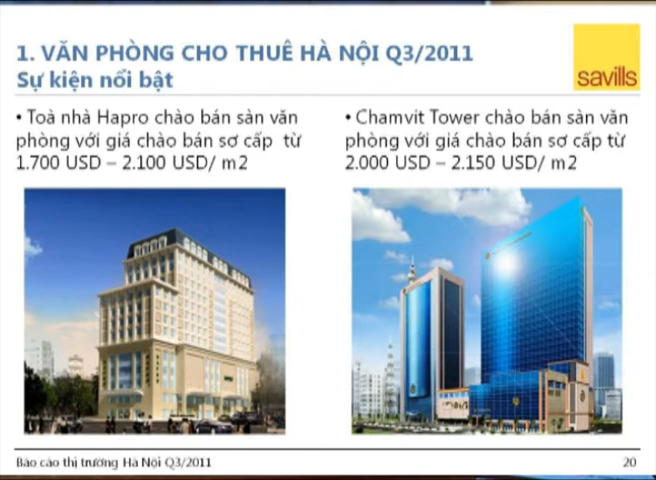 1. VĂN PHÒNG CHO THUÊ HÀ NỘI Q3/2011
Sự kiện nổi bật
savills
• Toà nhà Hapro chào bán sàn văn
phòng với giá chào bán sơ cấp từ
1.700 USD – 2.100 USD/ m2
• Chamvit Tower chào bán sàn văn
phòng với giá chào bán sơ cấp từ
2.000 USD – 2.150 USD/ m2
Báo cáo thị trường Hà Nội Q3/2011
20